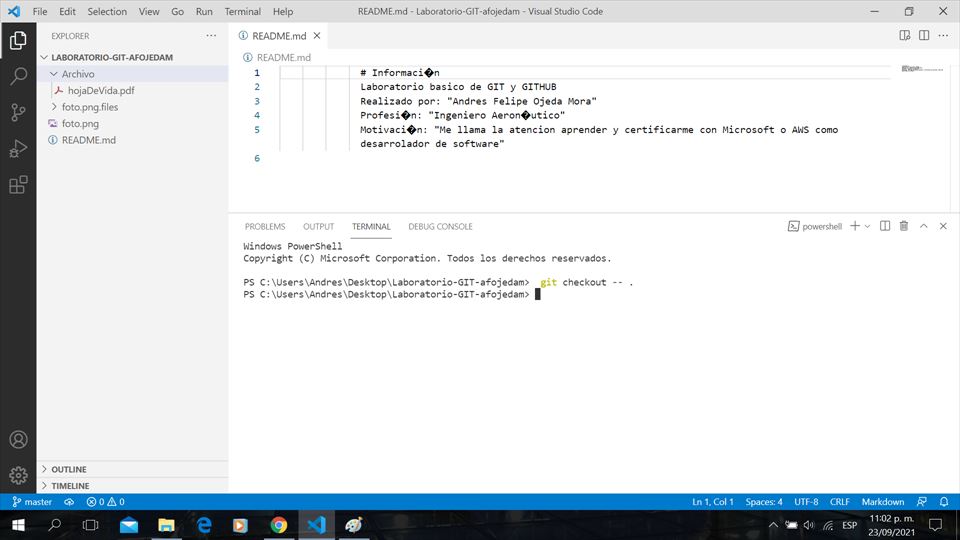 File Edit Selection View Go Run Terminal Help README.md - Laboratorio-GIT-afojedam - Visual Studio Code
EXPLORER
LABORATORIO-GIT-AFOJEDAM
Archivo
hojaDeVida.pdf
foto.png.files
foto.png
README.md
OUTLINE
TIMELINE
README.md
README.md
1 # Informaci�n
2 Laboratorio basico de GIT y GITHUB
3 Realizado por: "Andres Felipe Ojeda Mora"
4 Profesi�n: "Ingeniero Aeron�utico"
5 Motivaci�n: "Me llama la atencion aprender y certificarme con Microsoft o AWS como
desarrolador de software"
6
PROBLEMS OUTPUT TERMINAL DEBUG CONSOLE powershell
Windows PowerShell
Copyright (C) Microsoft Corporation. Todos los derechos reservados.
PS C:\Users\Andres\Desktop\Laboratorio-GIT-afojedam> git checkout -- .
PS C:\Users\Andres\Desktop\Laboratorio-GIT-afojedam>
master 0 0 Ln 1, Col 1 Spaces: 4 UTF-8 CRLF Markdown
ESP 11:02 p. m.
23/09/2021